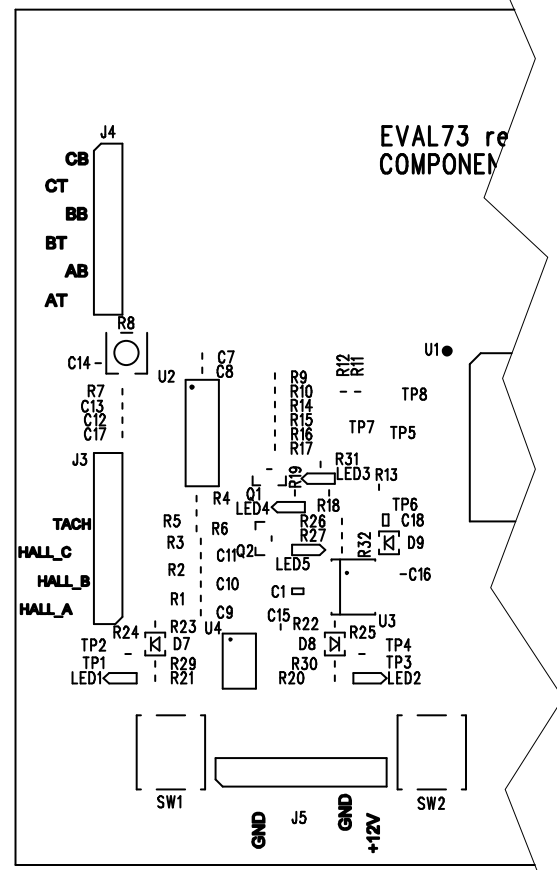 EVAL73 re
COMPONEN
J4
CB
CT
BB
BT
AB
AT
R8
C14
U2
C7
C8
R12
R11
U1
R7
C13
C12
C17
R9
R10
R14
R15
R16
R17
TP8
TP7
TP5
J3
R31
LED3
R13
R19
Q1
R4
LED4
R18
TP6
C18
TACH
R5
R6
R26
R27
R32
D9
HALL_C
R3
C11
Q2
LED5
HALL_B
R2
C10
C1
C16
HALL_A
R1
C9
C15
U3
R24
R23
U4
R22
R25
TP2
D7
D8
TP4
TP1
R29
R30
TP3
LED1
R21
R20
LED2
SW1
J5
SW2
GND
GND
+12V